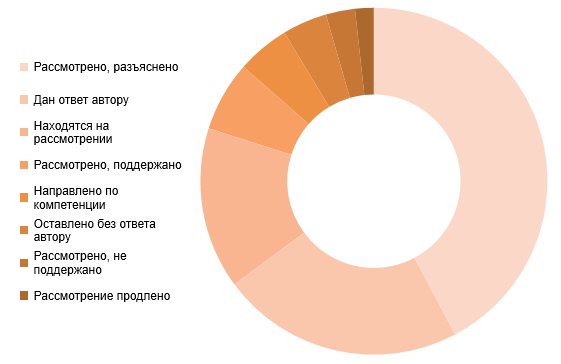 Рассмотрено, разъяснено
Дан ответ автору
Находятся на
рассмотрении
Рассмотрено, поддержано
Направлено по
компетенции
Оставлено без ответа
автору
Рассмотрено, не
поддержано
Рассмотрение продлено